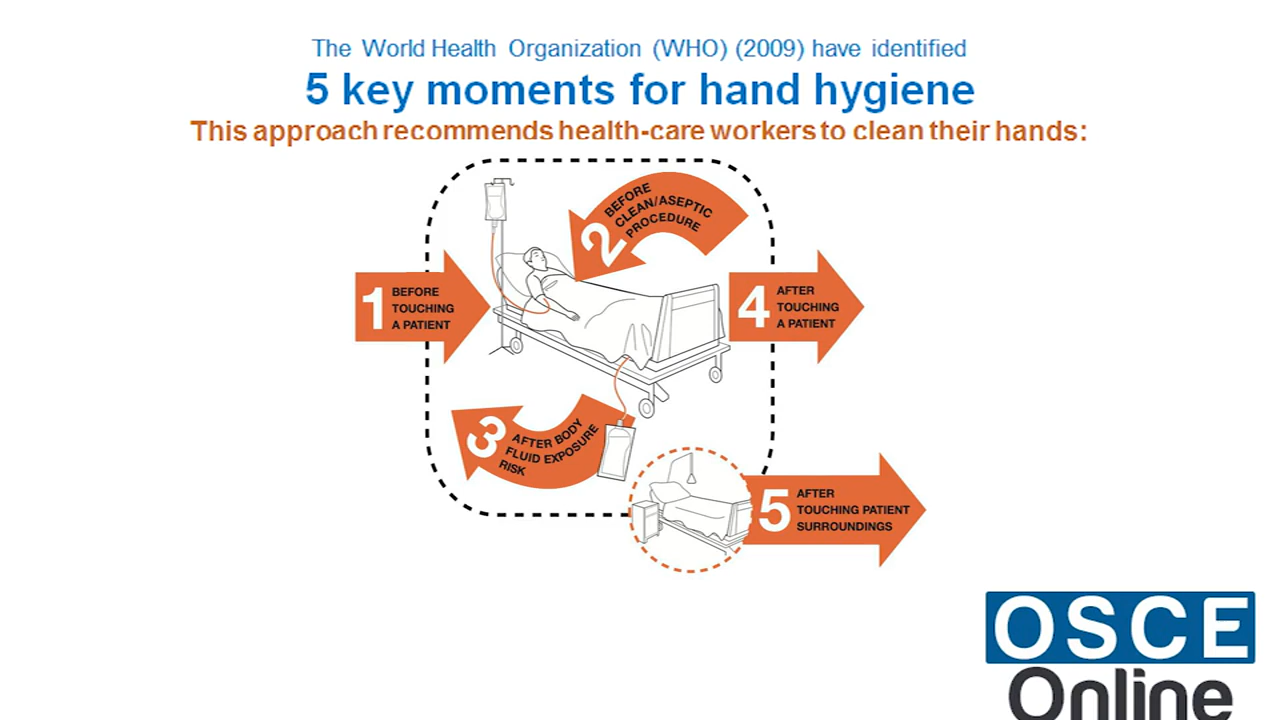 The World Health Organization (WHO) (2009) have identified
5 key moments for hand hygiene
This approach recommends health-care workers to clean their hands:
1
BEFORE
TOUCHING
A PATIENT
2
BEFORE
CLEAN/ASEPTIC
PROCEDURE
3
AFTER BODY
FLUID EXPOSURE
RISK
4
AFTER
TOUCHING
A PATIENT
5
AFTER
TOUCHING PATIENT
SURROUNDINGS
OSCE
Online